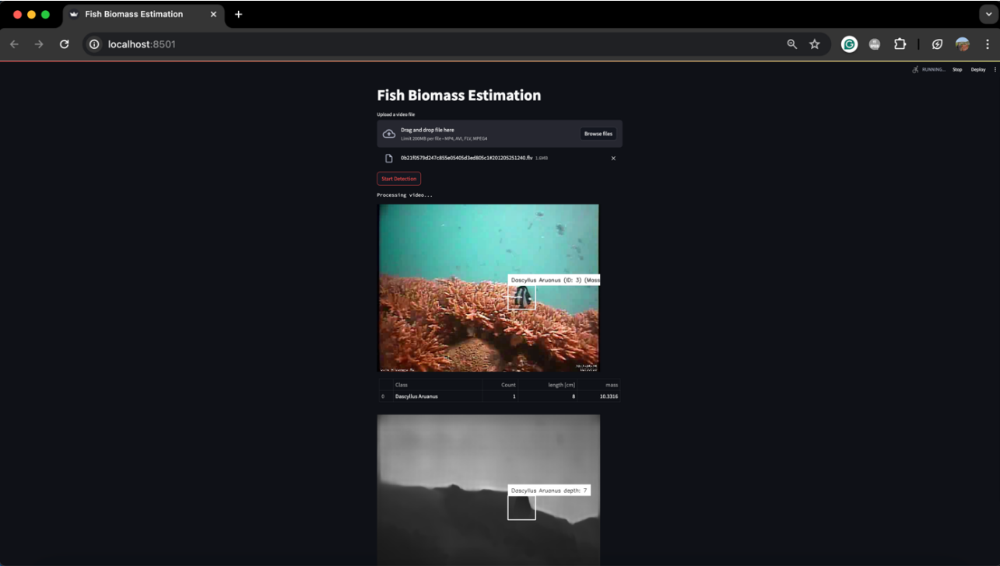 Fish Biomass Estimation
localhost:8501
RUNNING... Stop Deploy
Fish Biomass Estimation
Upload a video file
Drag and drop file here
Limit 200MB per file • MP4, AVI, FLV, MPEG4
Browse files
0b21f0579d247c855e05405d3ed805c1#201205251240.flv 1.6MB
Start Detection
Processing video...
Dascyllus Aruanus (ID: 3) (Mass
Class Count length [cm] mass
0 Dascyllus Aruanus 1 8 10.3316
Dascyllus Aruanus depth: 7